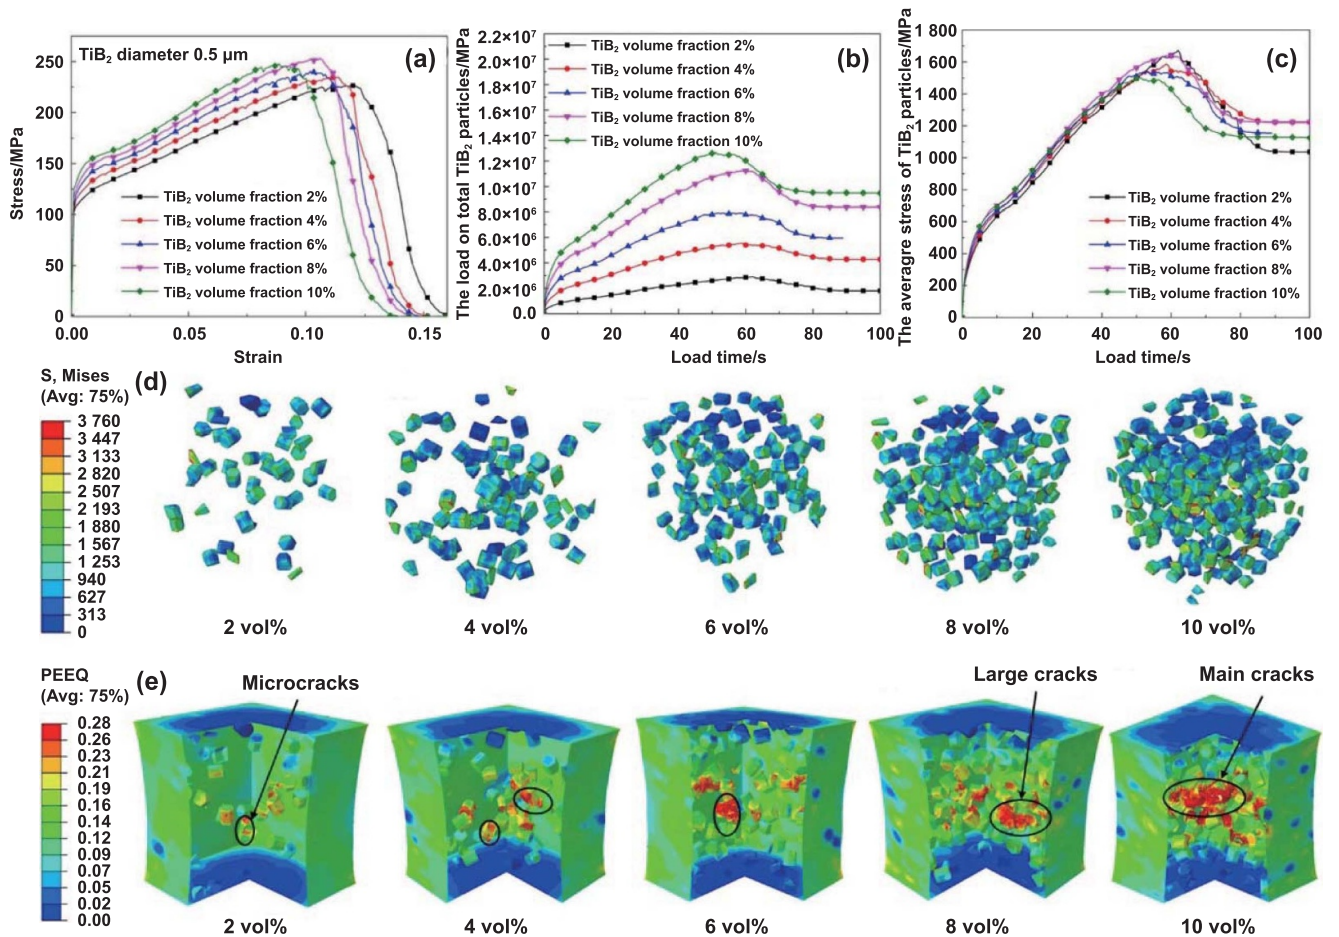 TiB₂ diameter 0.5 μm
(a)
Stress/MPa
250
200
150
100
50
0
0.00
0.05
0.10
0.15
Strain
TiB₂ volume fraction 2%
TiB₂ volume fraction 4%
TiB₂ volume fraction 6%
TiB₂ volume fraction 8%
TiB₂ volume fraction 10%
(b)
The load on total TiB₂ particles/MPa
2.2×10⁷
2.0×10⁷
1.8×10⁷
1.6×10⁷
1.4×10⁷
1.2×10⁷
1.0×10⁷
8.0×10⁶
6.0×10⁶
4.0×10⁶
2.0×10⁶
0.0
0
20
40
60
80
100
Load time/s
TiB₂ volume fraction 2%
TiB₂ volume fraction 4%
TiB₂ volume fraction 6%
TiB₂ volume fraction 8%
TiB₂ volume fraction 10%
(c)
The averagre stress of TiB₂ particles/MPa
1 800
1 600
1 400
1 200
1 000
800
600
400
200
0
0
20
40
60
80
100
Load time/s
TiB₂ volume fraction 2%
TiB₂ volume fraction 4%
TiB₂ volume fraction 6%
TiB₂ volume fraction 8%
TiB₂ volume fraction 10%
S, Mises
(Avg: 75%)
(d)
3 760
3 447
3 133
2 820
2 507
2 193
1 880
1 567
1 253
940
627
313
0
2 vol%
4 vol%
6 vol%
8 vol%
10 vol%
PEEQ
(Avg: 75%)
(e)
0.28
0.26
0.23
0.21
0.19
0.16
0.14
0.12
0.09
0.07
0.05
0.02
0.00
Microcracks
Large cracks
Main cracks
2 vol%
4 vol%
6 vol%
8 vol%
10 vol%